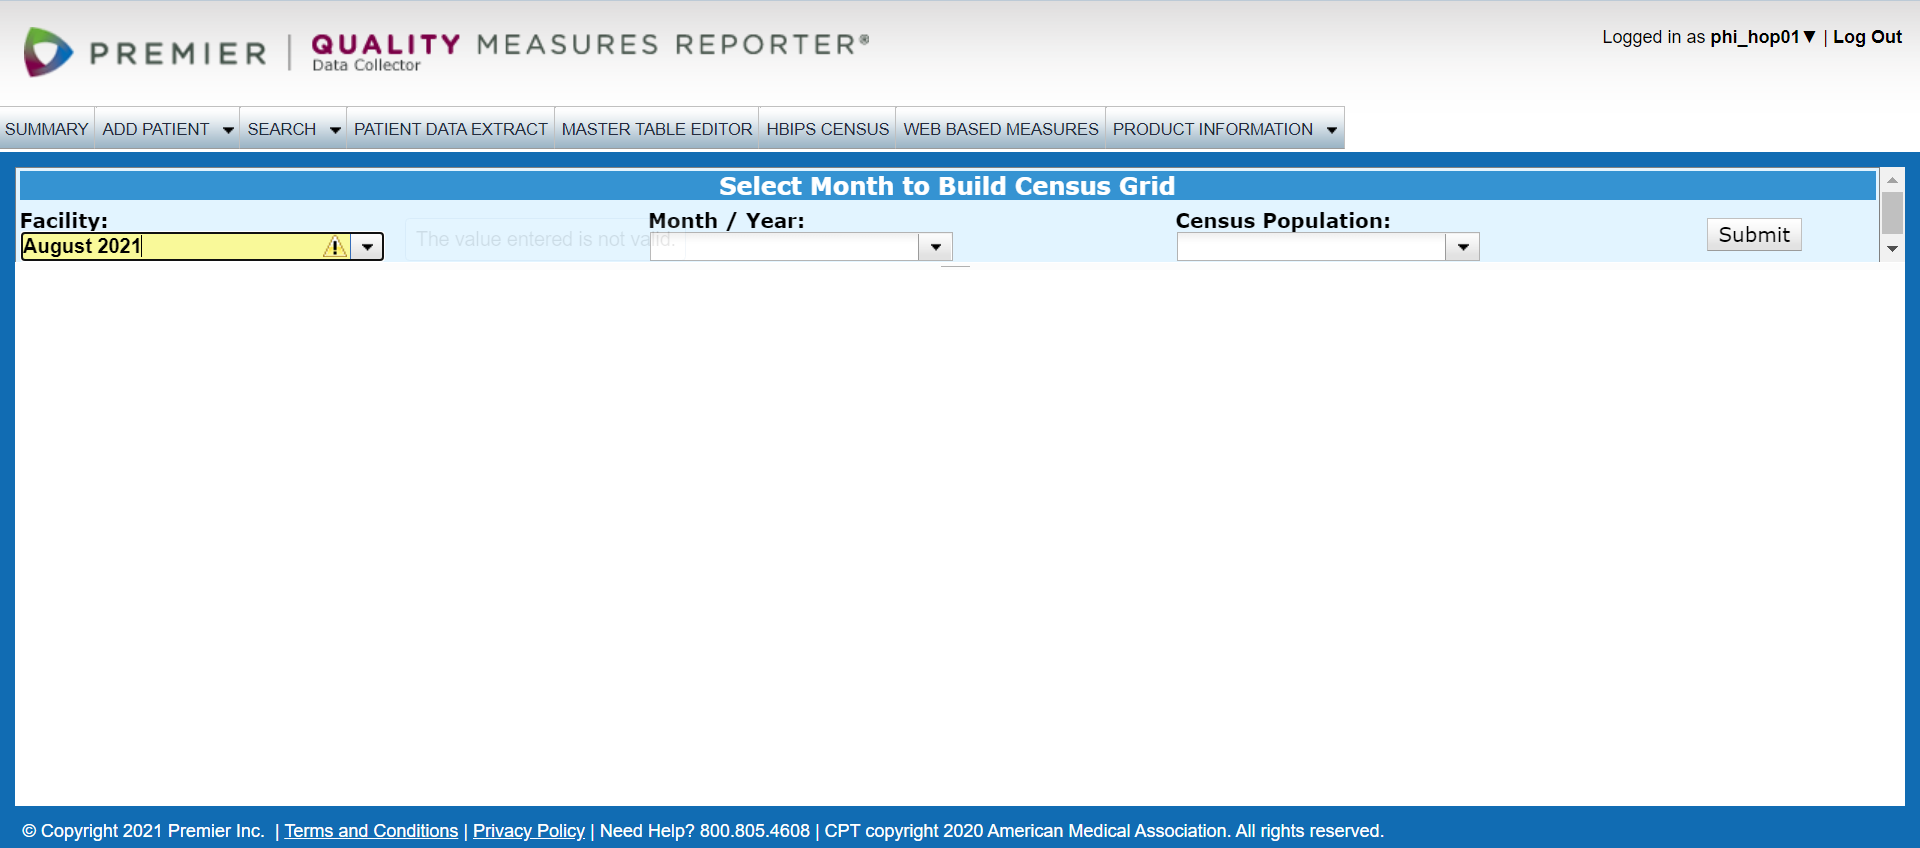 PREMIER | QUALITY MEASURES REPORTER®
Data Collector
Logged in as phi_hop01▼ | Log Out
SUMMARY ADD PATIENT SEARCH PATIENT DATA EXTRACT MASTER TABLE EDITOR HBIPS CENSUS WEB BASED MEASURES PRODUCT INFORMATION
Select Month to Build Census Grid
Facility: Month / Year: Census Population:
August 2021 The value entered is not valid. Submit
© Copyright 2021 Premier Inc. | Terms and Conditions | Privacy Policy | Need Help? 800.805.4608 | CPT copyright 2020 American Medical Association. All rights reserved.